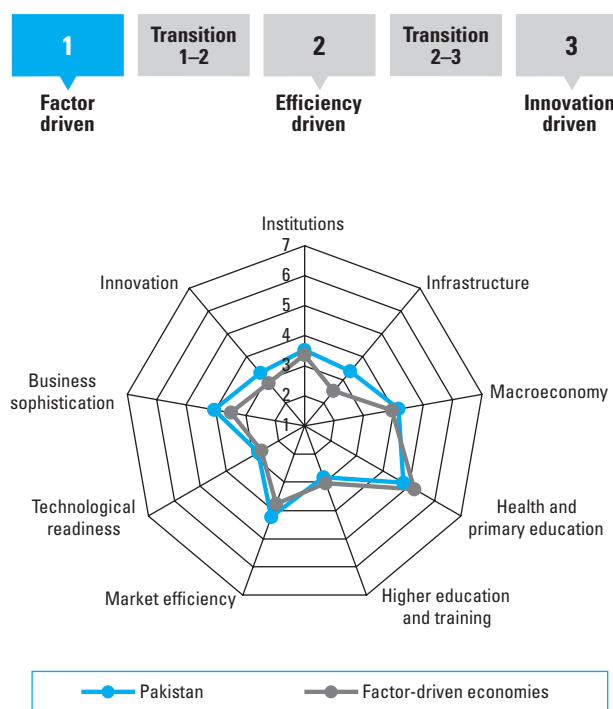 1
Transition
1–2
2
Transition
2–3
3
Factor
driven
Efficiency
driven
Innovation
driven
Institutions
7
6
5
4
3
2
1
Innovation
Infrastructure
Business
sophistication
Macroeconomy
Technological
readiness
Health and
primary education
Market efficiency
Higher education
and training
Pakistan
Factor-driven economies